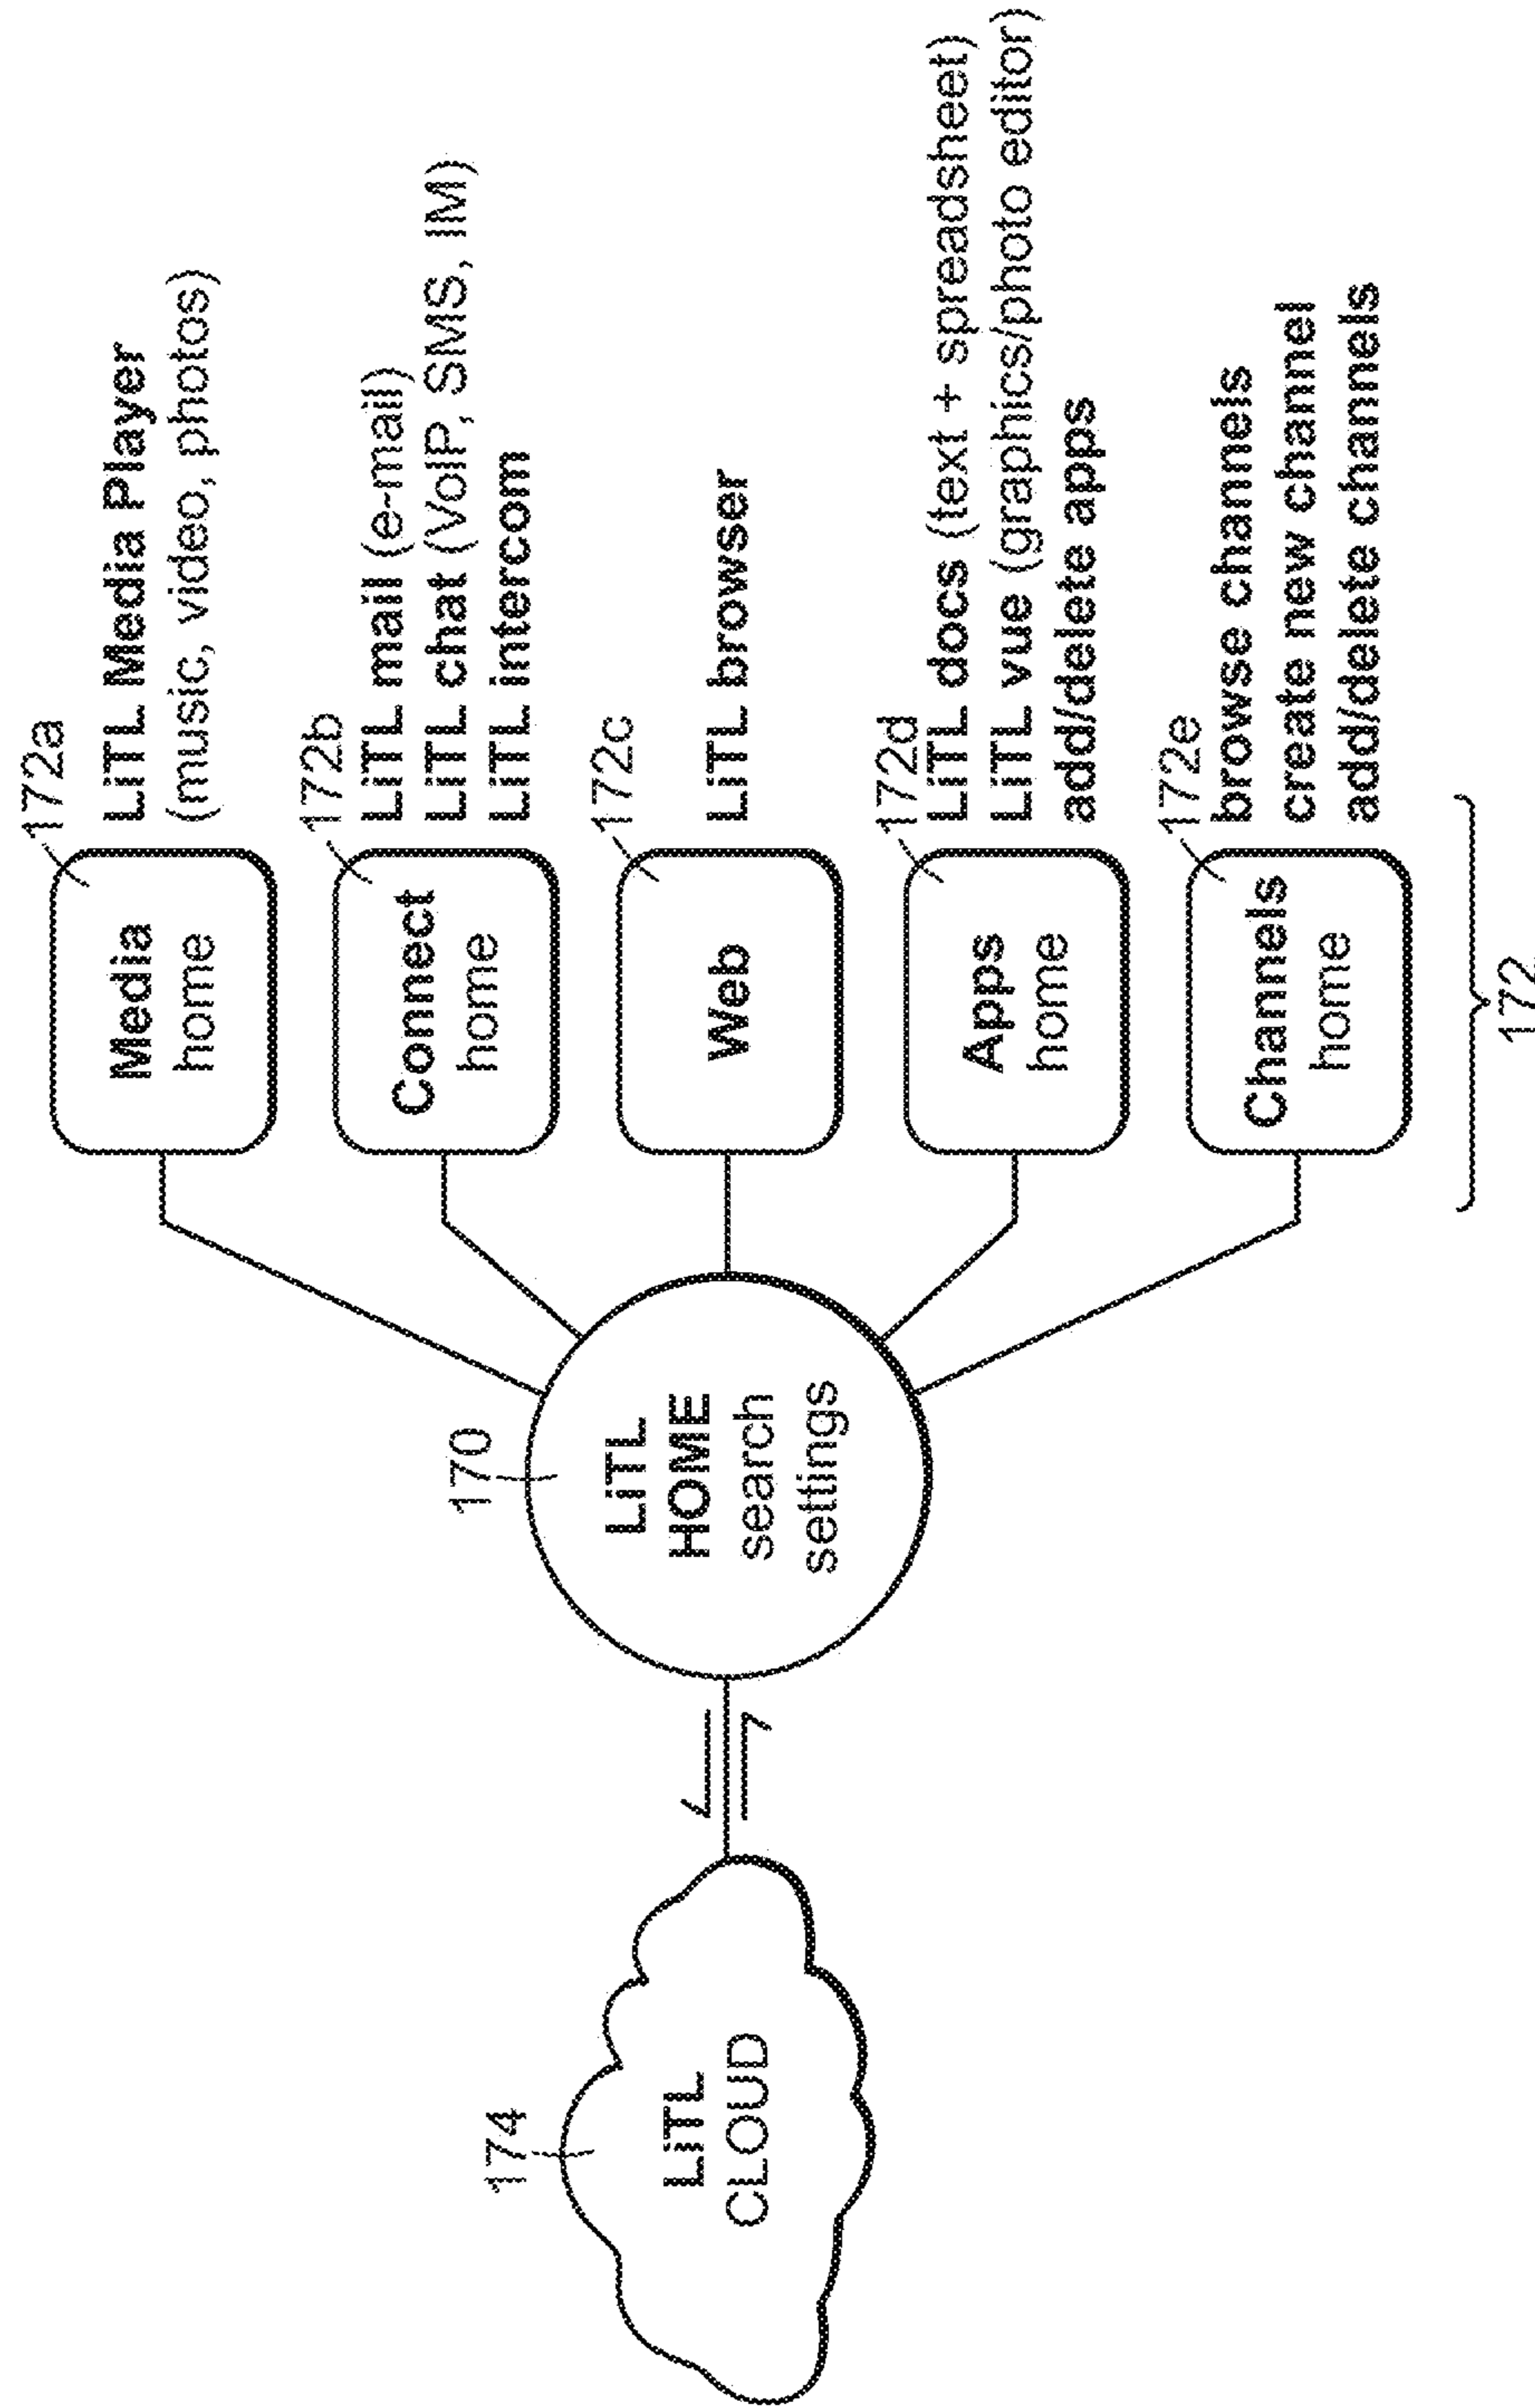 174
LiTL
CLOUD
170
LiTL
HOME
search
settings
172a
Media
home
LiTL Media Player
(music, video, photos)
172b
Connect
home
LiTL mail (e-mail)
LiTL chat (VoIP, SMS, IM)
LiTL intercom
172c
Web
LiTL browser
172d
Apps
home
LiTL docs (text + spreadsheet)
LiTL vue (graphics/photo editor)
add/delete apps
172e
Channels
home
browse channels
create new channel
add/delete channels
172